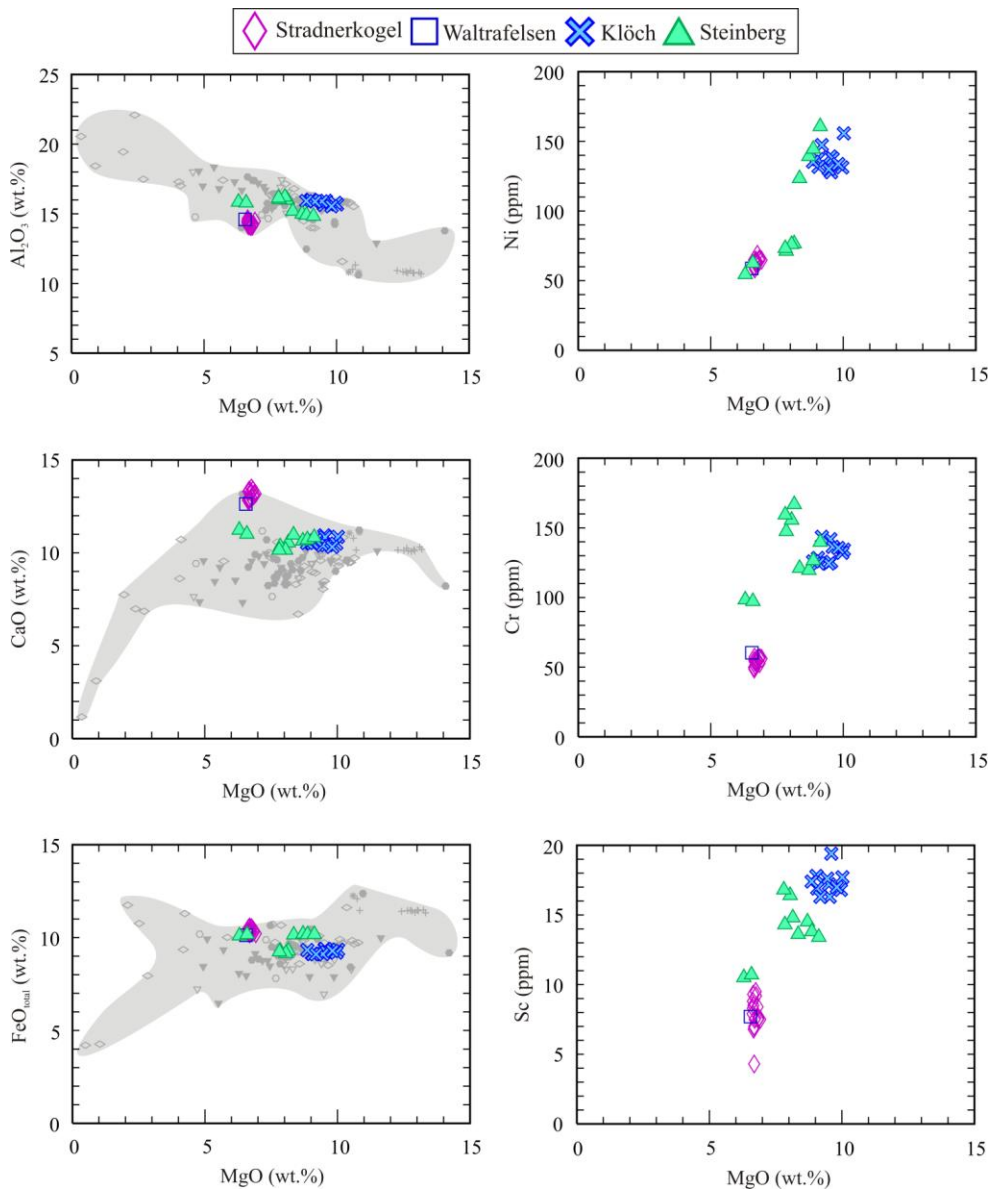 Stradnerkogel Waltrafelsen Klöch Steinberg
25
20
15
10
5
Al₂O₃ (wt.%)
0 5 10 15
MgO (wt.%)
200
150
100
50
0
Ni (ppm)
0 5 10 15
MgO (wt.%)
15
10
5
0
CaO (wt.%)
0 5 10 15
MgO (wt.%)
200
150
100
50
0
Cr (ppm)
0 5 10 15
MgO (wt.%)
15
10
5
0
FeO total (wt.%)
0 5 10 15
MgO (wt.%)
20
15
10
5
0
Sc (ppm)
0 5 10 15
MgO (wt.%)